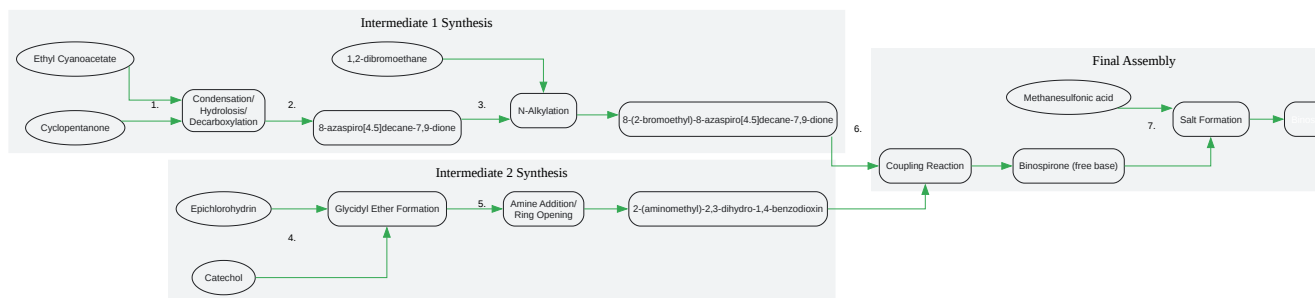 Intermediate 1 Synthesis
Ethyl Cyanoacetate
Cyclopentanone
1.
Condensation/
Hydrolosis/
Decarboxylation
2.
8-azaspiro[4.5]decane-7,9-dione
1,2-dibromoethane
3.
N-Alkylation
8-(2-bromoethyl)-8-azaspiro[4.5]decane-7,9-dione
Intermediate 2 Synthesis
Epichlorohydrin
Catechol
4.
Glycidyl Ether Formation
5.
Amine Addition/
Ring Opening
2-(aminomethyl)-2,3-dihydro-1,4-benzodioxin
6.
Final Assembly
Coupling Reaction
Binospirone (free base)
Methanesulfonic acid
7.
Salt Formation